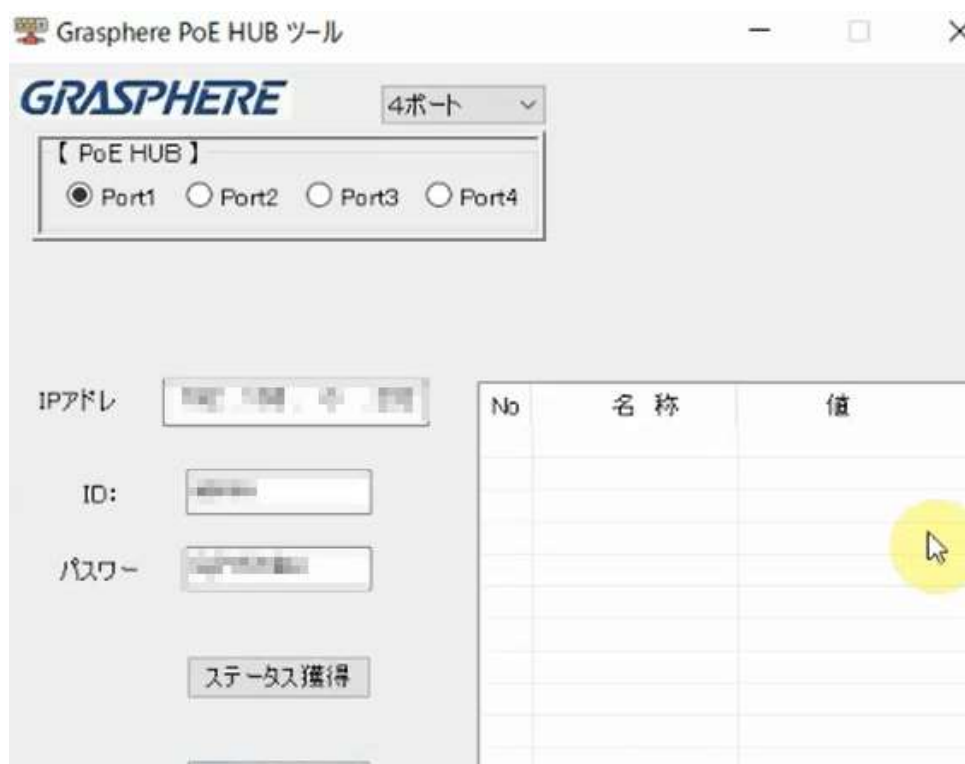 Grasphere PoE HUB ツール
GRASPHERE
4ポート
【 PoE HUB 】
Port1 Port2 Port3 Port4
IPアドレ
No 名 称 値
ID:
パスワー
ステータス獲得